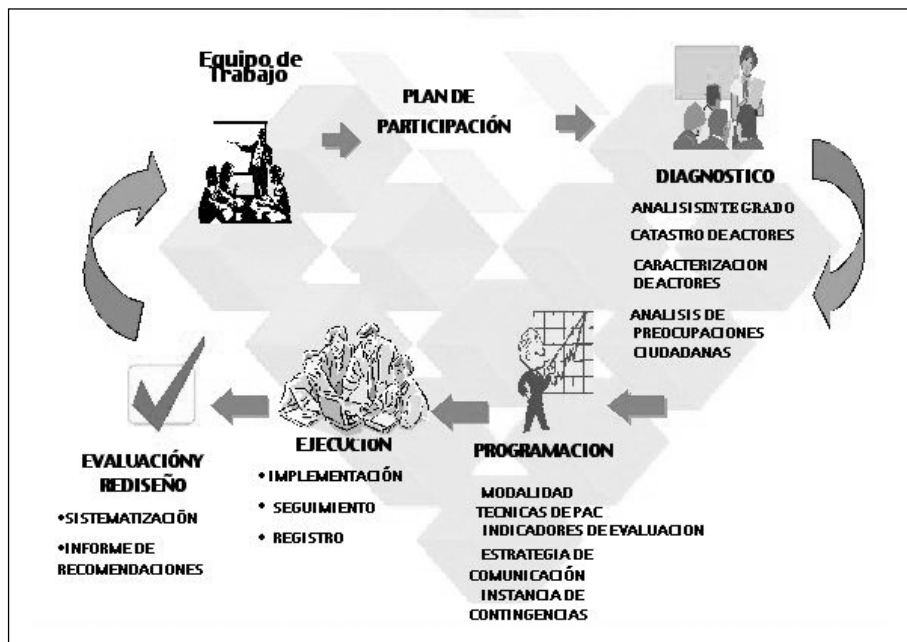 Equipo de
Trabajo
PLAN DE
PARTICIPACIÓN
DIAGNOSTICO
ANALISIS INTEGRADO
CATASTRO DE ACTORES
CARACTERIZACION
DE ACTORES
ANALISIS DE
PREOCUPACIONES
CIUDADANAS
PROGRAMACION
MODALIDAD
TECNICAS DE PAC
INDICADORES DE EVALUACION
ESTRATEGIA DE
COMUNICACIÓN
INSTANCIA DE
CONTINGENCIAS
EJECUCION
• IMPLEMENTACIÓN
• SEGUIMIENTO
• REGISTRO
EVALUACIÓN Y
REDISEÑO
•SISTEMATIZACIÓN
•INFORME DE
RECOMENDACIONES